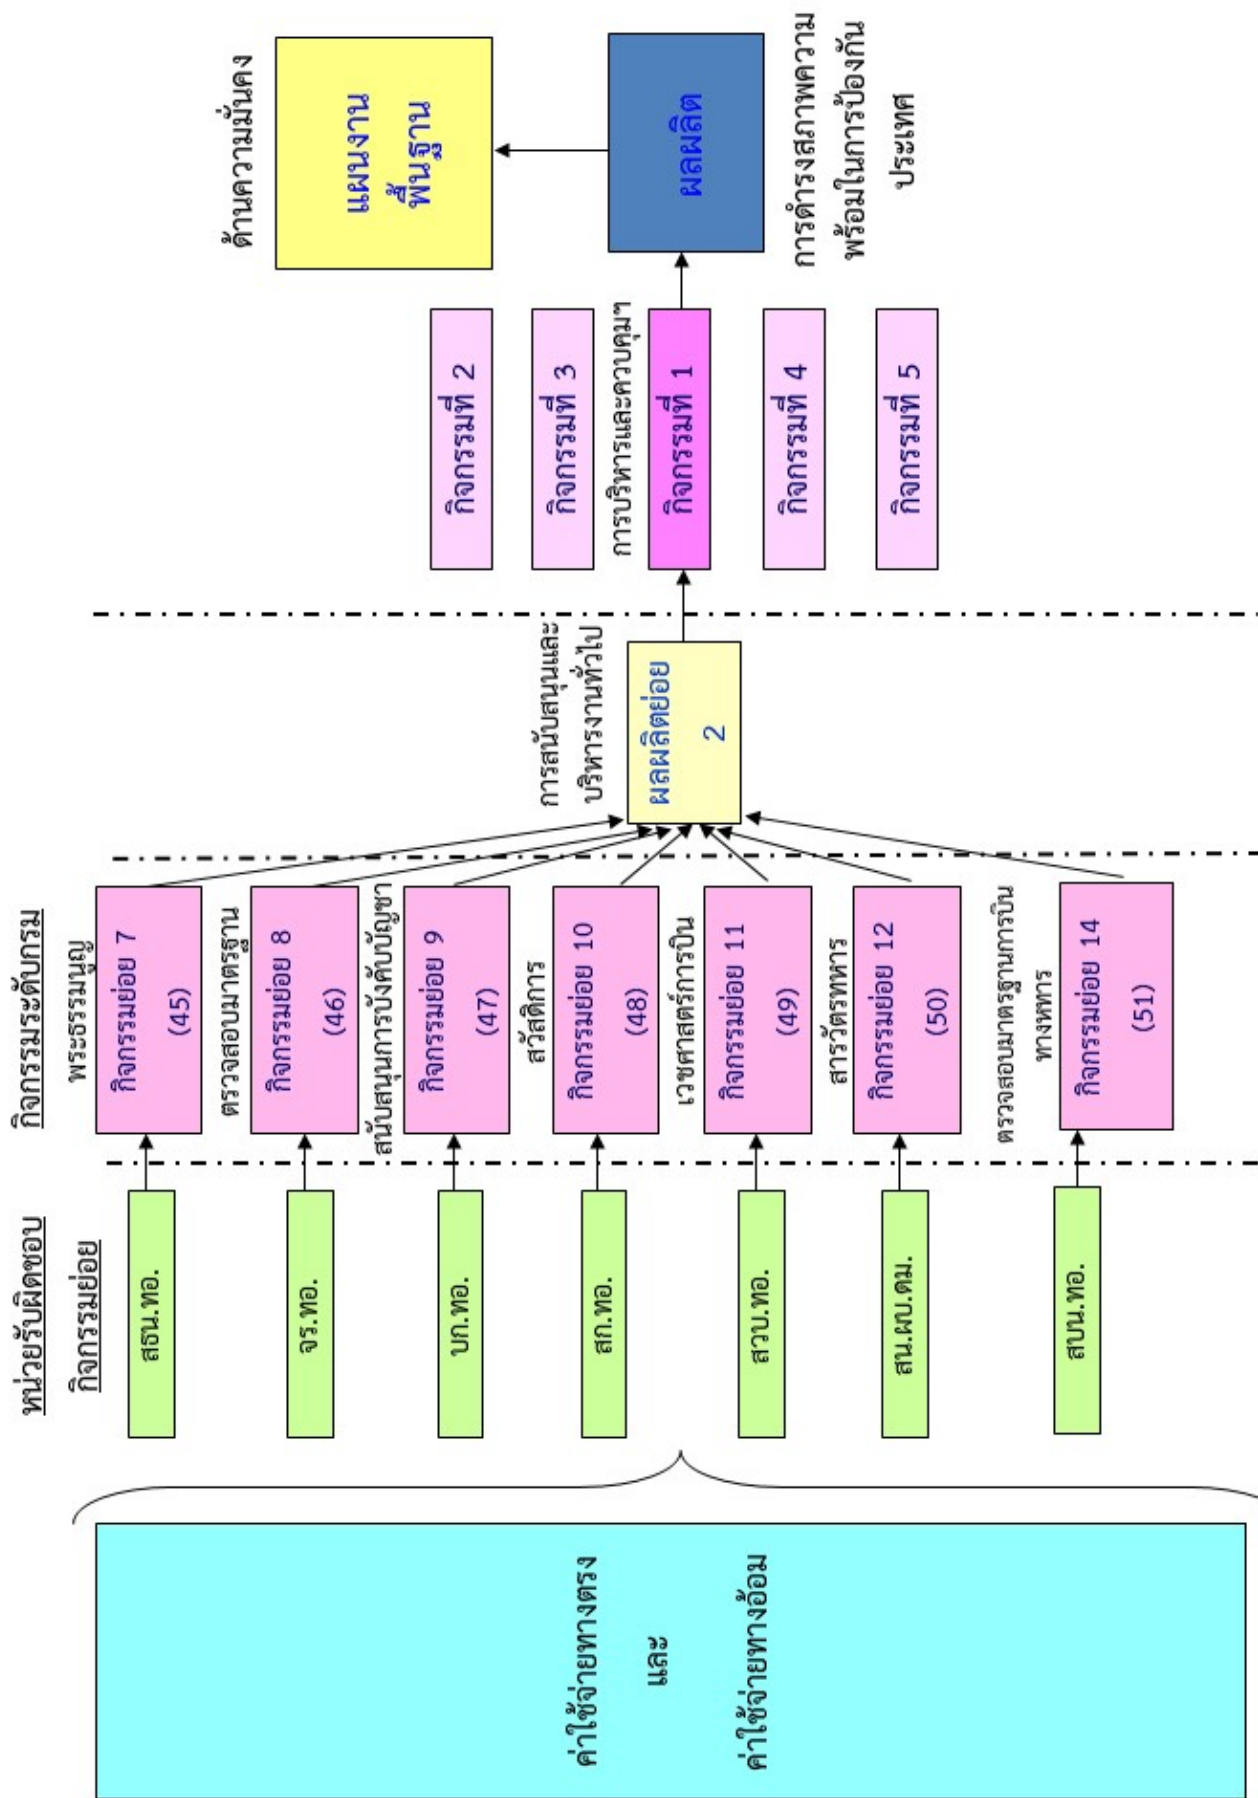 ค่าใช้จ่ายทางตรง
และ
ค่าใช้จ่ายทางอ้อม
หน่วยรับผิดชอบ
กิจกรรมย่อย
สธน.ทอ.
จร.ทอ.
บก.ทอ.
สก.ทอ.
สวบ.ทอ.
สน.ผบ.ดม.
สบน.ทอ.
กิจกรรมระดับกรม
พระธรรมนูญ
กิจกรรมย่อย 7
(45)
ตรวจสอบมาตรฐาน
กิจกรรมย่อย 8
(46)
สนับสนุนการบังคับบัญชา
กิจกรรมย่อย 9
(47)
สวัสดิการ
กิจกรรมย่อย 10
(48)
เวชศาสตร์การบิน
กิจกรรมย่อย 11
(49)
สารวัตรทหาร
กิจกรรมย่อย 12
(50)
ตรวจสอบมาตรฐานการบิน
ทางทหาร
กิจกรรมย่อย 14
(51)
การสนับสนุนและ
บริหารงานทั่วไป
ผลผลิตย่อย
2
กิจกรรมที่ 2
กิจกรรมที่ 3
การบริหารและควบคุมฯ
กิจกรรมที่ 1
กิจกรรมที่ 4
กิจกรรมที่ 5
ด้านความมั่นคง
แผนงาน
พื้นฐาน
ผลผลิต
การดำรงสภาพความ
พร้อมในการป้องกัน
ประเทศ